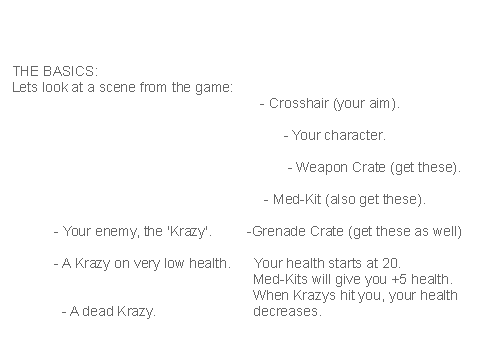 THE BASICS:
Lets look at a scene from the game:
- Crosshair (your aim).
- Your character.
- Weapon Crate (get these).
- Med-Kit (also get these).
- Your enemy, the 'Krazy'.
-Grenade Crate (get these as well)
- A Krazy on very low health.
Your health starts at 20.
Med-Kits will give you +5 health.
When Krazys hit you, your health
- A dead Krazy.
decreases.